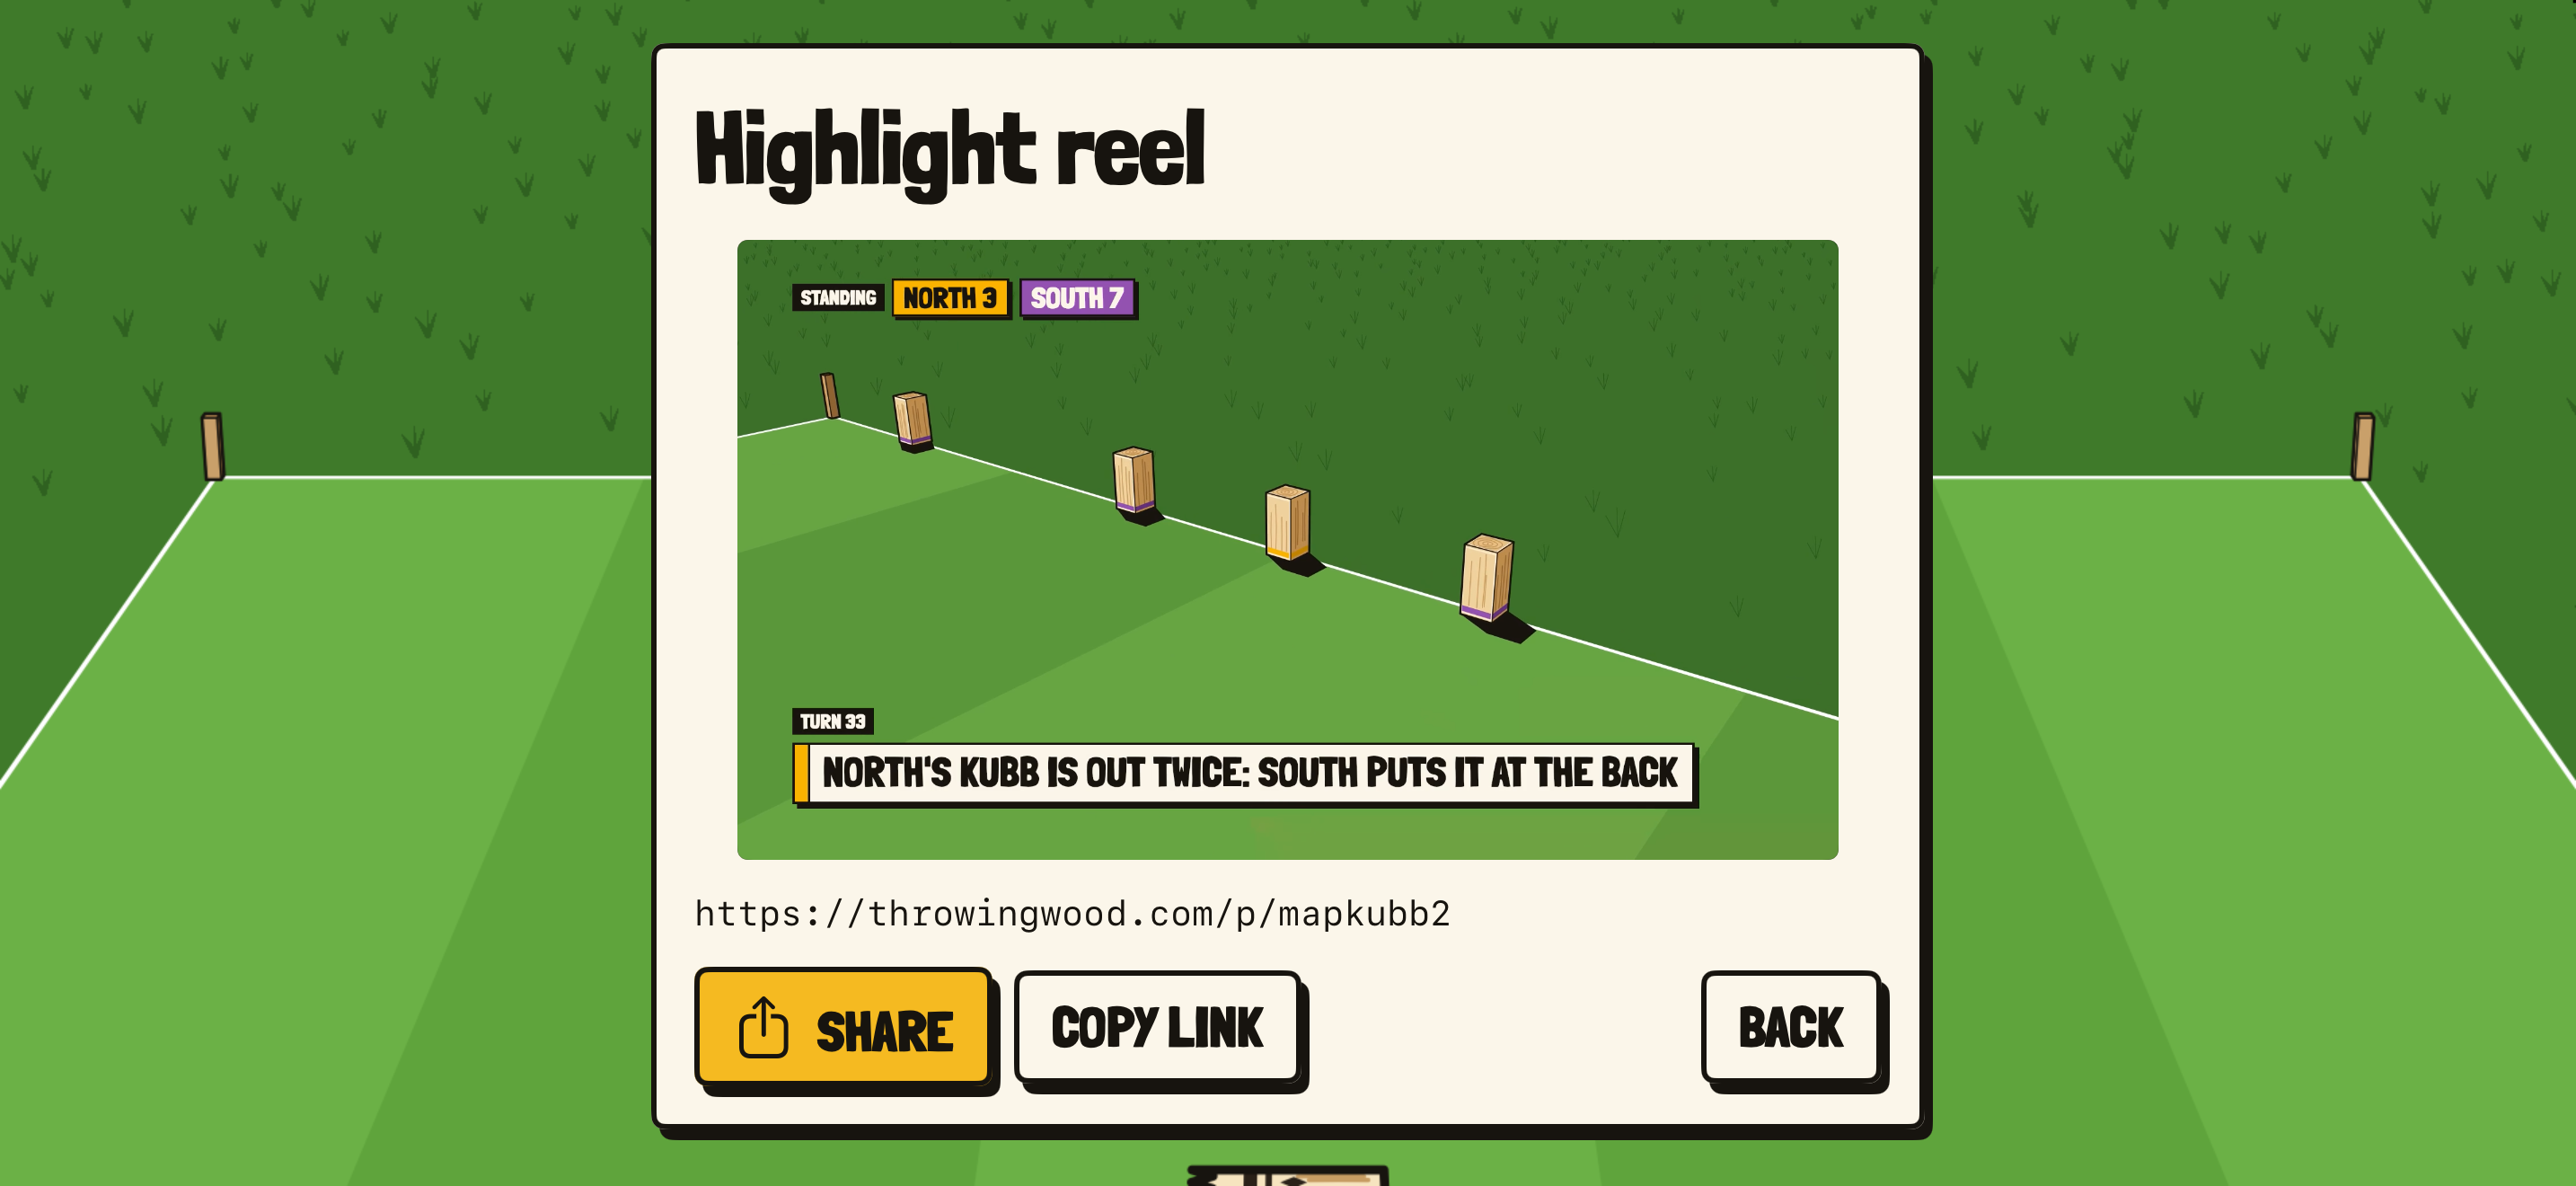 Highlight reel
STANDING NORTH 3 SOUTH 7
TURN 33
NORTH'S KUBB IS OUT TWICE: SOUTH PUTS IT AT THE BACK
https://throwingwood.com/p/mapkubb2
SHARE COPY LINK BACK